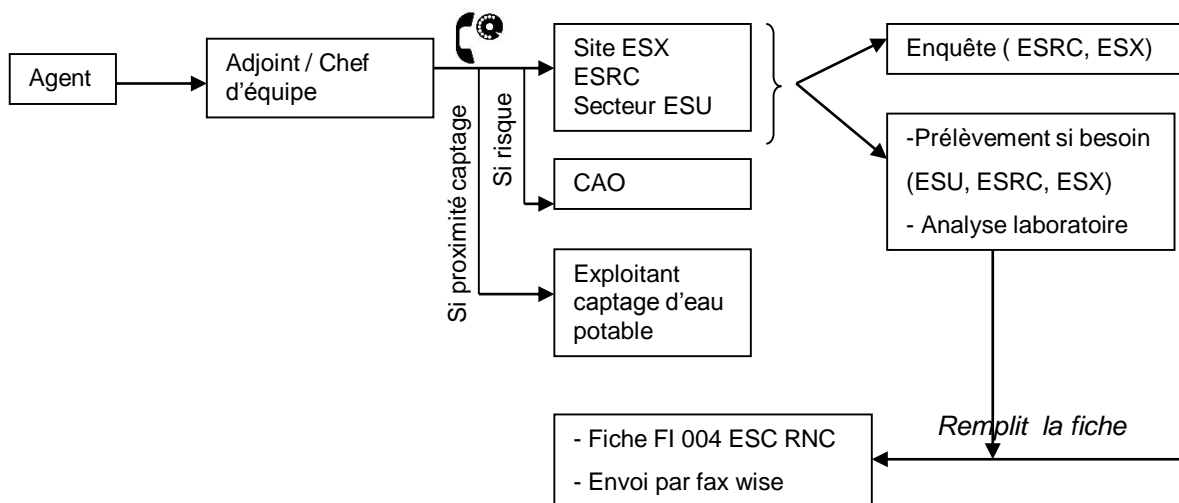 Agent
Adjoint / Chef
d'équipe
Si proximité captage
Si risque
Site ESX
ESRC
Secteur ESU
CAO
Exploitant
captage d'eau
potable
Enquête ( ESRC, ESX)
-Prélèvement si besoin
(ESU, ESRC, ESX)
- Analyse laboratoire
Remplit la fiche
- Fiche FI 004 ESC RNC
- Envoi par fax wise